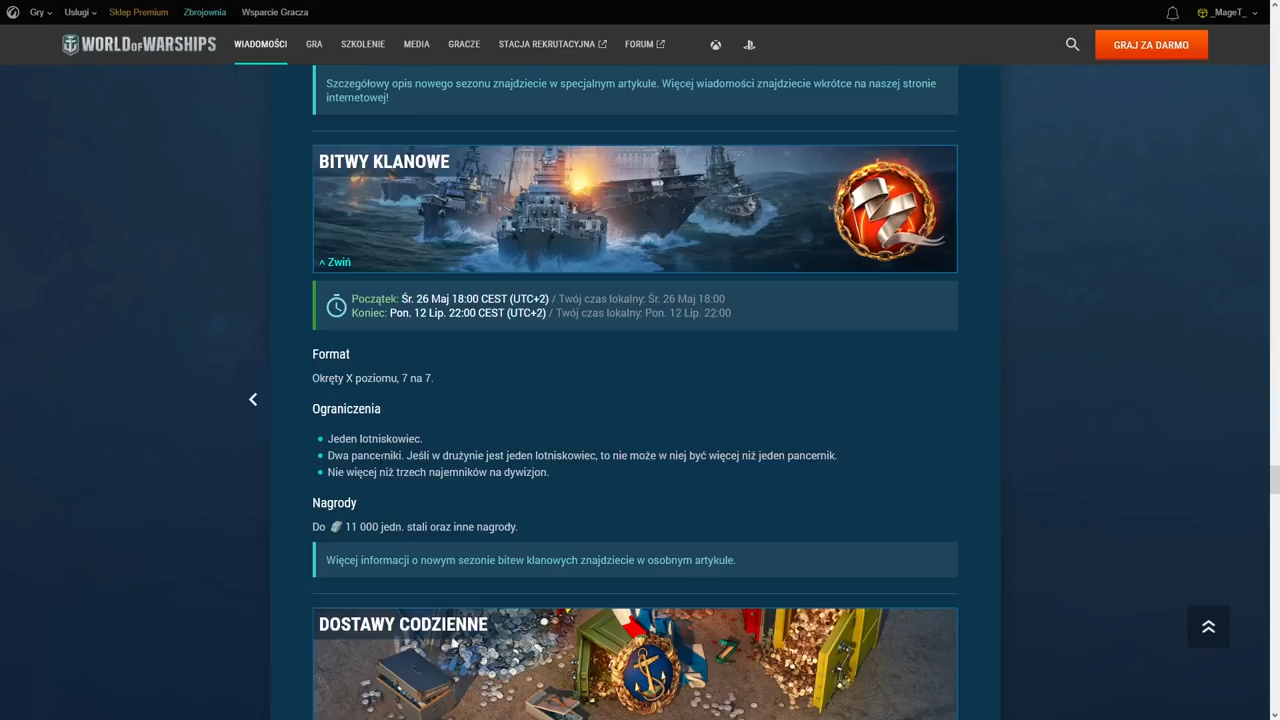 Gry
Usługi
Sklep Premium
Zbrojownia
Wsparcie Gracza
_MageT_
WORLD OF WARSHIPS
WIADOMOŚCI
GRA
SZKOLENIE
MEDIA
GRACZE
STACJA REKRUTACYJNA
FORUM
GRAJ ZA DARMO
Szczegółowy opis nowego sezonu znajdziecie w specjalnym artykule. Więcej wiadomości znajdziecie wkrótce na naszej stronie
internetowej!
BITWY KLANOWE
^ Zwiń
Początek: Śr. 26 Maj 18:00 CEST (UTC+2) / Twój czas lokalny: Śr. 26 Maj 18:00
Koniec: Pon. 12 Lip. 22:00 CEST (UTC+2) / Twój czas lokalny: Pon. 12 Lip. 22:00
Format
Okręty X poziomu, 7 na 7.
Ograniczenia
Jeden lotniskowiec.
Dwa pancerniki. Jeśli w drużynie jest jeden lotniskowiec, to nie może w niej być więcej niż jeden pancernik.
Nie więcej niż trzech najemników na dywizjon.
Nagrody
Do 11 000 jedn. stali oraz inne nagrody.
Więcej informacji o nowym sezonie bitew klanowych znajdziecie w osobnym artykule.
DOSTAWY CODZIENNE